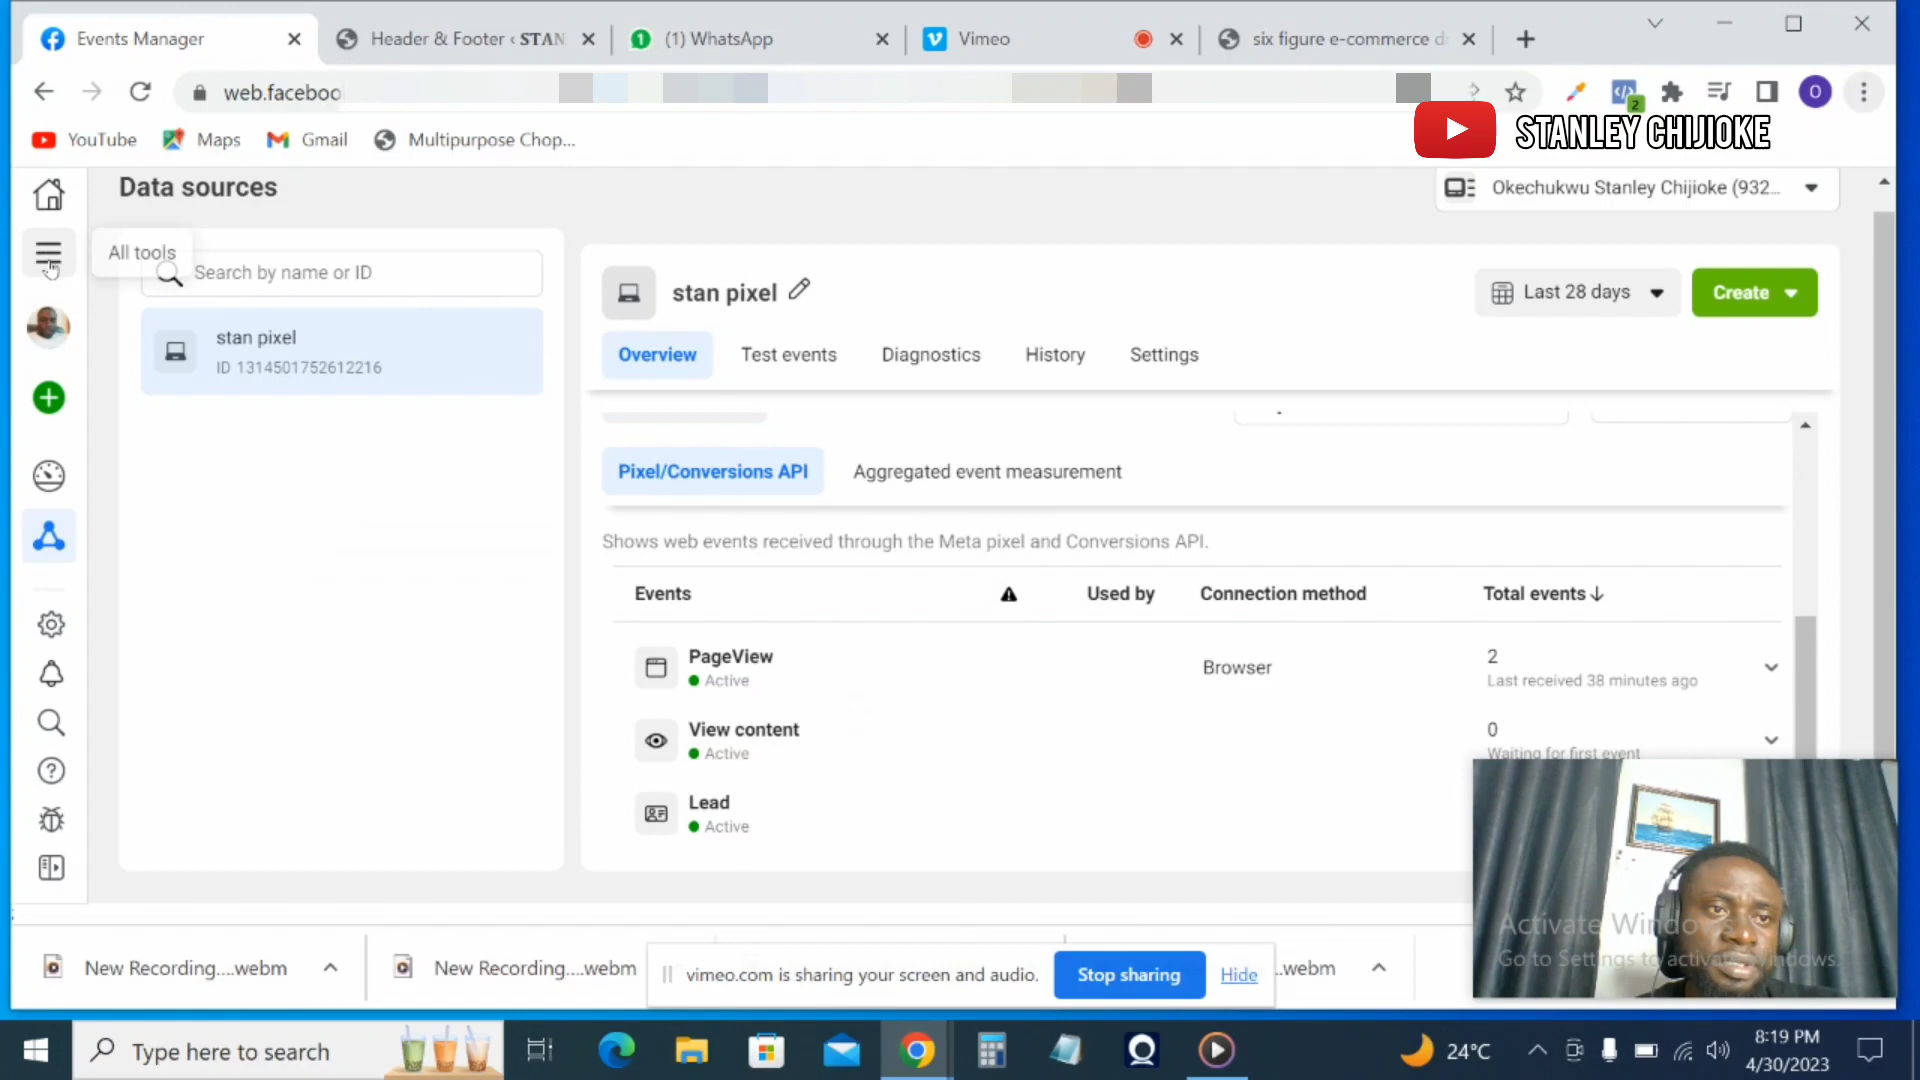 Events Manager
Header & Footer ‹ STAN
(1) WhatsApp
Vimeo
six figure e-commerce d
web.faceboo
2
O
YouTube
Maps
Gmail
Multipurpose Chop...
STANLEY CHIJIOKE
Data sources
Okechukwu Stanley Chijioke (932...
All tools
Search by name or ID
stan pixel
ID 1314501752612216
stan pixel
Last 28 days
Create
Overview
Test events
Diagnostics
History
Settings
Pixel/Conversions API
Aggregated event measurement
Shows web events received through the Meta pixel and Conversions API.
Events
Used by
Connection method
Total events
PageView
Active
Browser
2
Last received 38 minutes ago
View content
Active
0
Waiting for first event
Lead
Active
Activate Windows
Go to Settings to activate Windows.
New Recording....webm
New Recording....webm
vimeo.com is sharing your screen and audio.
Stop sharing
Hide
..webm
Type here to search
24°C
8:19 PM
4/30/2023